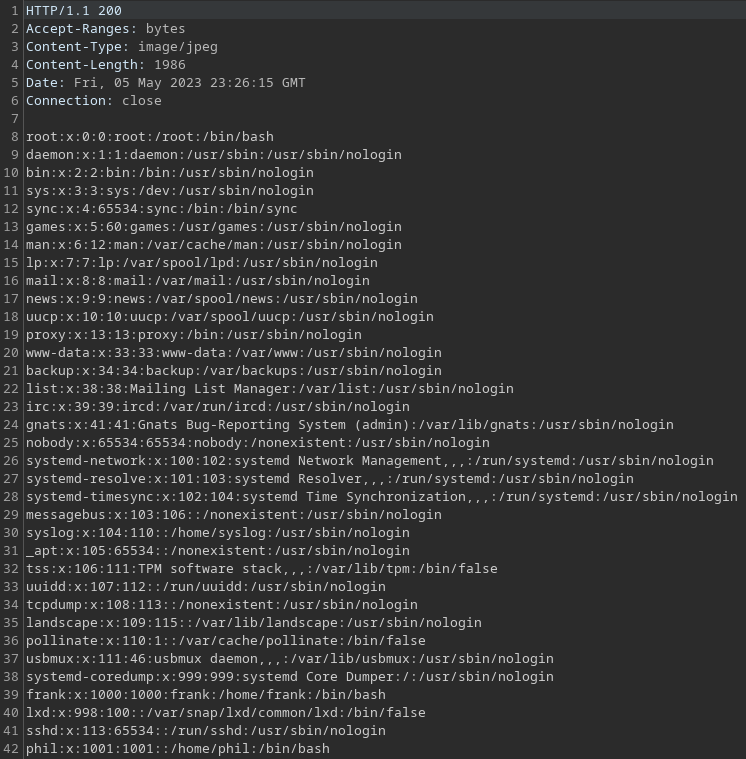 1 HTTP/1.1 200
2 Accept-Ranges: bytes
3 Content-Type: image/jpeg
4 Content-Length: 1986
5 Date: Fri, 05 May 2023 23:26:15 GMT
6 Connection: close
7
8 root:x:0:0:root:/root:/bin/bash
9 daemon:x:1:1:daemon:/usr/sbin:/usr/sbin/nologin
10 bin:x:2:2:bin:/bin:/usr/sbin/nologin
11 sys:x:3:3:sys:/dev:/usr/sbin/nologin
12 sync:x:4:65534:sync:/bin:/bin/sync
13 games:x:5:60:games:/usr/games:/usr/sbin/nologin
14 man:x:6:12:man:/var/cache/man:/usr/sbin/nologin
15 lp:x:7:7:lp:/var/spool/lpd:/usr/sbin/nologin
16 mail:x:8:8:mail:/var/mail:/usr/sbin/nologin
17 news:x:9:9:news:/var/spool/news:/usr/sbin/nologin
18 uucp:x:10:10:uucp:/var/spool/uucp:/usr/sbin/nologin
19 proxy:x:13:13:proxy:/bin:/usr/sbin/nologin
20 www-data:x:33:33:www-data:/var/www:/usr/sbin/nologin
21 backup:x:34:34:backup:/var/backups:/usr/sbin/nologin
22 list:x:38:38:Mailing List Manager:/var/list:/usr/sbin/nologin
23 irc:x:39:39:ircd:/var/run/ircd:/usr/sbin/nologin
24 gnats:x:41:41:Gnats Bug-Reporting System (admin):/var/lib/gnats:/usr/sbin/nologin
25 nobody:x:65534:65534:nobody:/nonexistent:/usr/sbin/nologin
26 systemd-network:x:100:102:systemd Network Management,,,:/run/systemd:/usr/sbin/nologin
27 systemd-resolve:x:101:103:systemd Resolver,,,:/run/systemd:/usr/sbin/nologin
28 systemd-timesync:x:102:104:systemd Time Synchronization,,,:/run/systemd:/usr/sbin/nologin
29 messagebus:x:103:106::/nonexistent:/usr/sbin/nologin
30 syslog:x:104:110::/home/syslog:/usr/sbin/nologin
31 _apt:x:105:65534::/nonexistent:/usr/sbin/nologin
32 tss:x:106:111:TPM software stack,,,:/var/lib/tpm:/bin/false
33 uuidd:x:107:112::/run/uuidd:/usr/sbin/nologin
34 tcpdump:x:108:113::/nonexistent:/usr/sbin/nologin
35 landscape:x:109:115::/var/lib/landscape:/usr/sbin/nologin
36 pollinate:x:110:1::/var/cache/pollinate:/bin/false
37 usbmux:x:111:46:usbmux daemon,,,:/var/lib/usbmux:/usr/sbin/nologin
38 systemd-coredump:x:999:999:systemd Core Dumper:/:/usr/sbin/nologin
39 frank:x:1000:1000:frank:/home/frank:/bin/bash
40 lxd:x:998:100::/var/snap/lxd/common/lxd:/bin/false
41 sshd:x:113:65534::/run/sshd:/usr/sbin/nologin
42 phil:x:1001:1001::/home/phil:/bin/bash